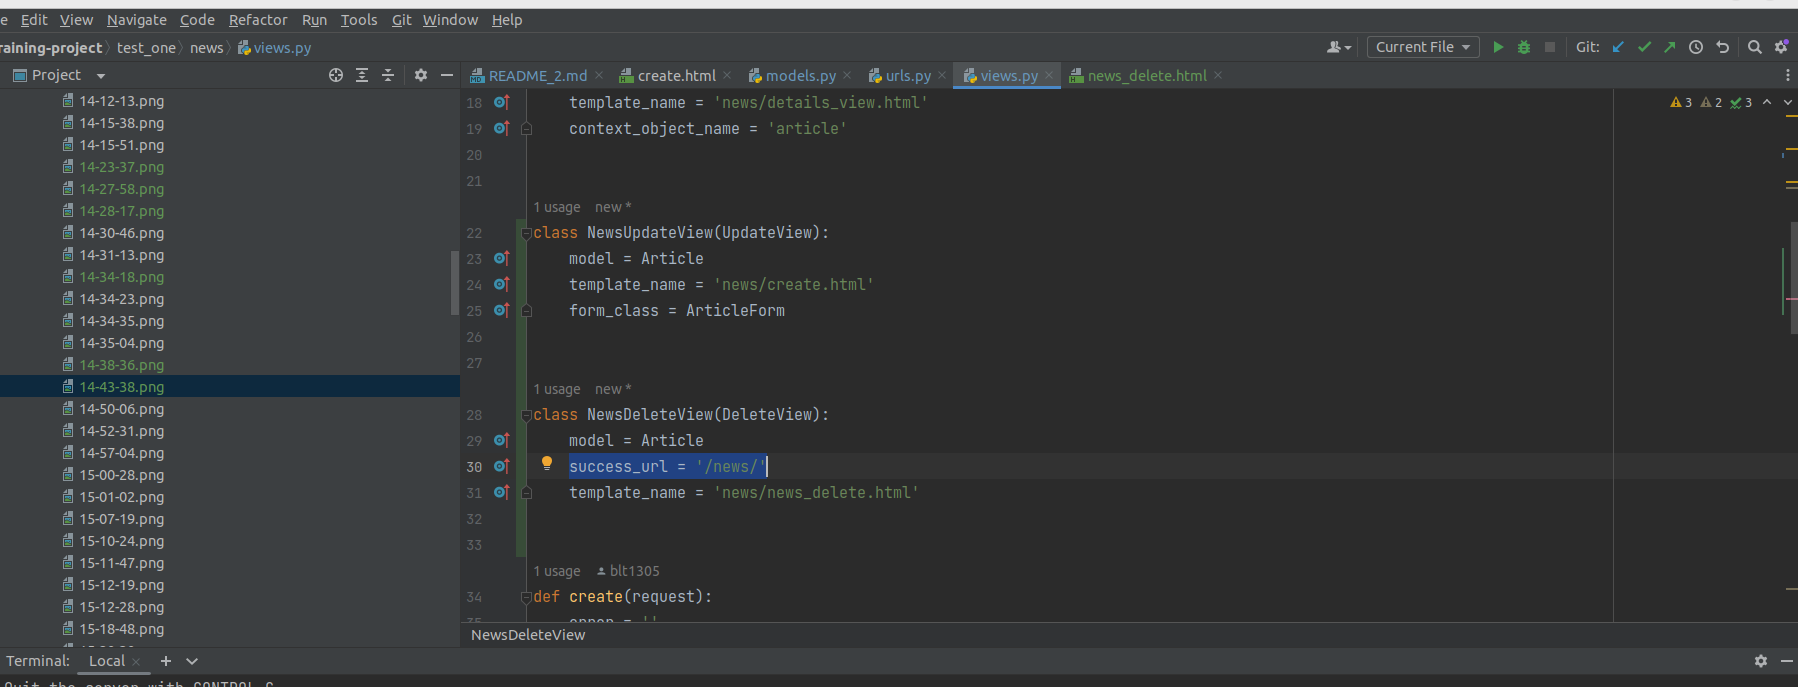 e Edit View Navigate Code Refactor Run Tools Git Window Help
raining-project test_one news views.py
Current File Git:
Project
README_2.md create.html models.py urls.py views.py news_delete.html
14-12-13.png
14-15-38.png
14-15-51.png
14-23-37.png
14-27-58.png
14-28-17.png
14-30-46.png
14-31-13.png
14-34-18.png
14-34-23.png
14-34-35.png
14-35-04.png
14-38-36.png
14-43-38.png
14-50-06.png
14-52-31.png
14-57-04.png
15-00-28.png
15-01-02.png
15-07-19.png
15-10-24.png
15-11-47.png
15-12-19.png
15-12-28.png
15-18-48.png
3 2 3
18 template_name = 'news/details_view.html'
19 context_object_name = 'article'
20
21
1 usage new *
22 class NewsUpdateView(UpdateView):
23 model = Article
24 template_name = 'news/create.html'
25 form_class = ArticleForm
26
27
1 usage new *
28 class NewsDeleteView(DeleteView):
29 model = Article
30 success_url = '/news/'
31 template_name = 'news/news_delete.html'
32
33
1 usage blt1305
34 def create(request):
NewsDeleteView
Terminal: Local